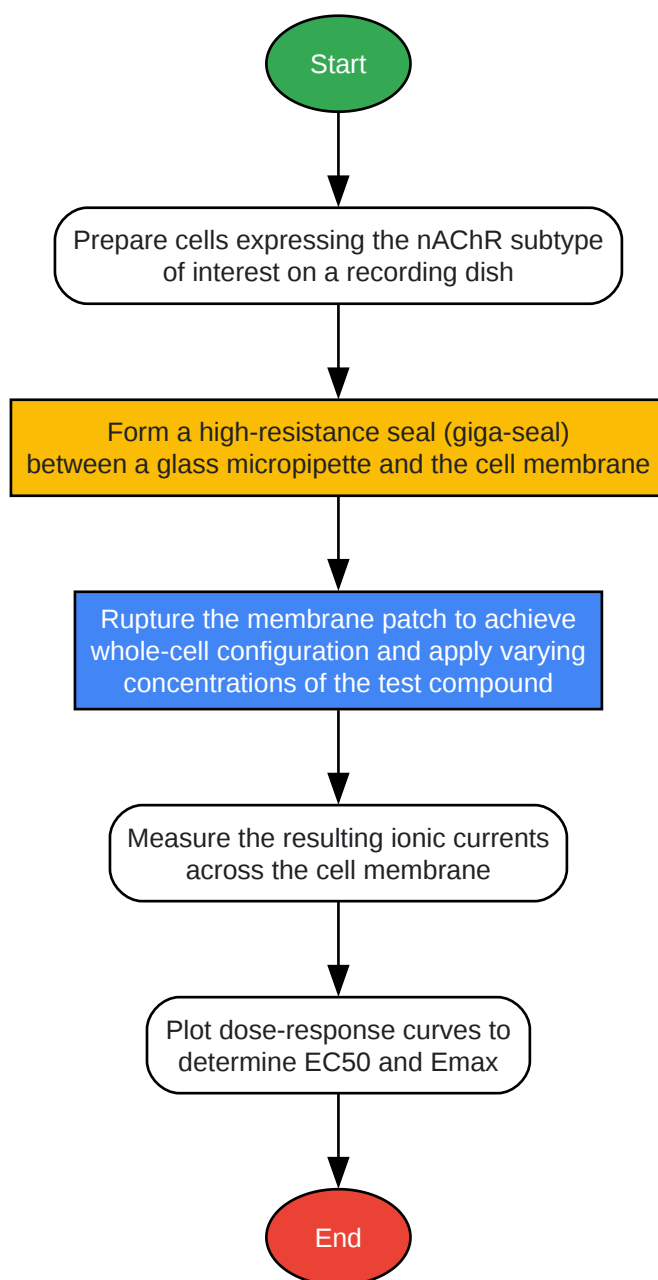 Start
Prepare cells expressing the nAChR subtype
of interest on a recording dish
Form a high-resistance seal (giga-seal)
between a glass micropipette and the cell membrane
Rupture the membrane patch to achieve
whole-cell configuration and apply varying
concentrations of the test compound
Measure the resulting ionic currents
across the cell membrane
Plot dose-response curves to
determine EC50 and Emax
End